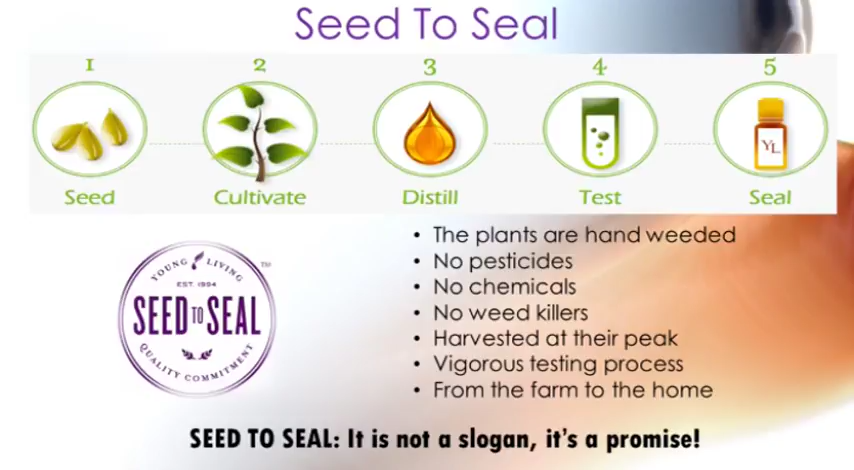 Seed To Seal
1 2 3 4 5
YL
Seed Cultivate Distill Test Seal
• The plants are hand weeded
• No pesticides
• No chemicals
• No weed killers
• Harvested at their peak
• Vigorous testing process
• From the farm to the home
YOUNG LIVING TM
EST. 1994
SEED TO SEAL
QUALITY COMMITMENT
SEED TO SEAL: It is not a slogan, it's a promise!